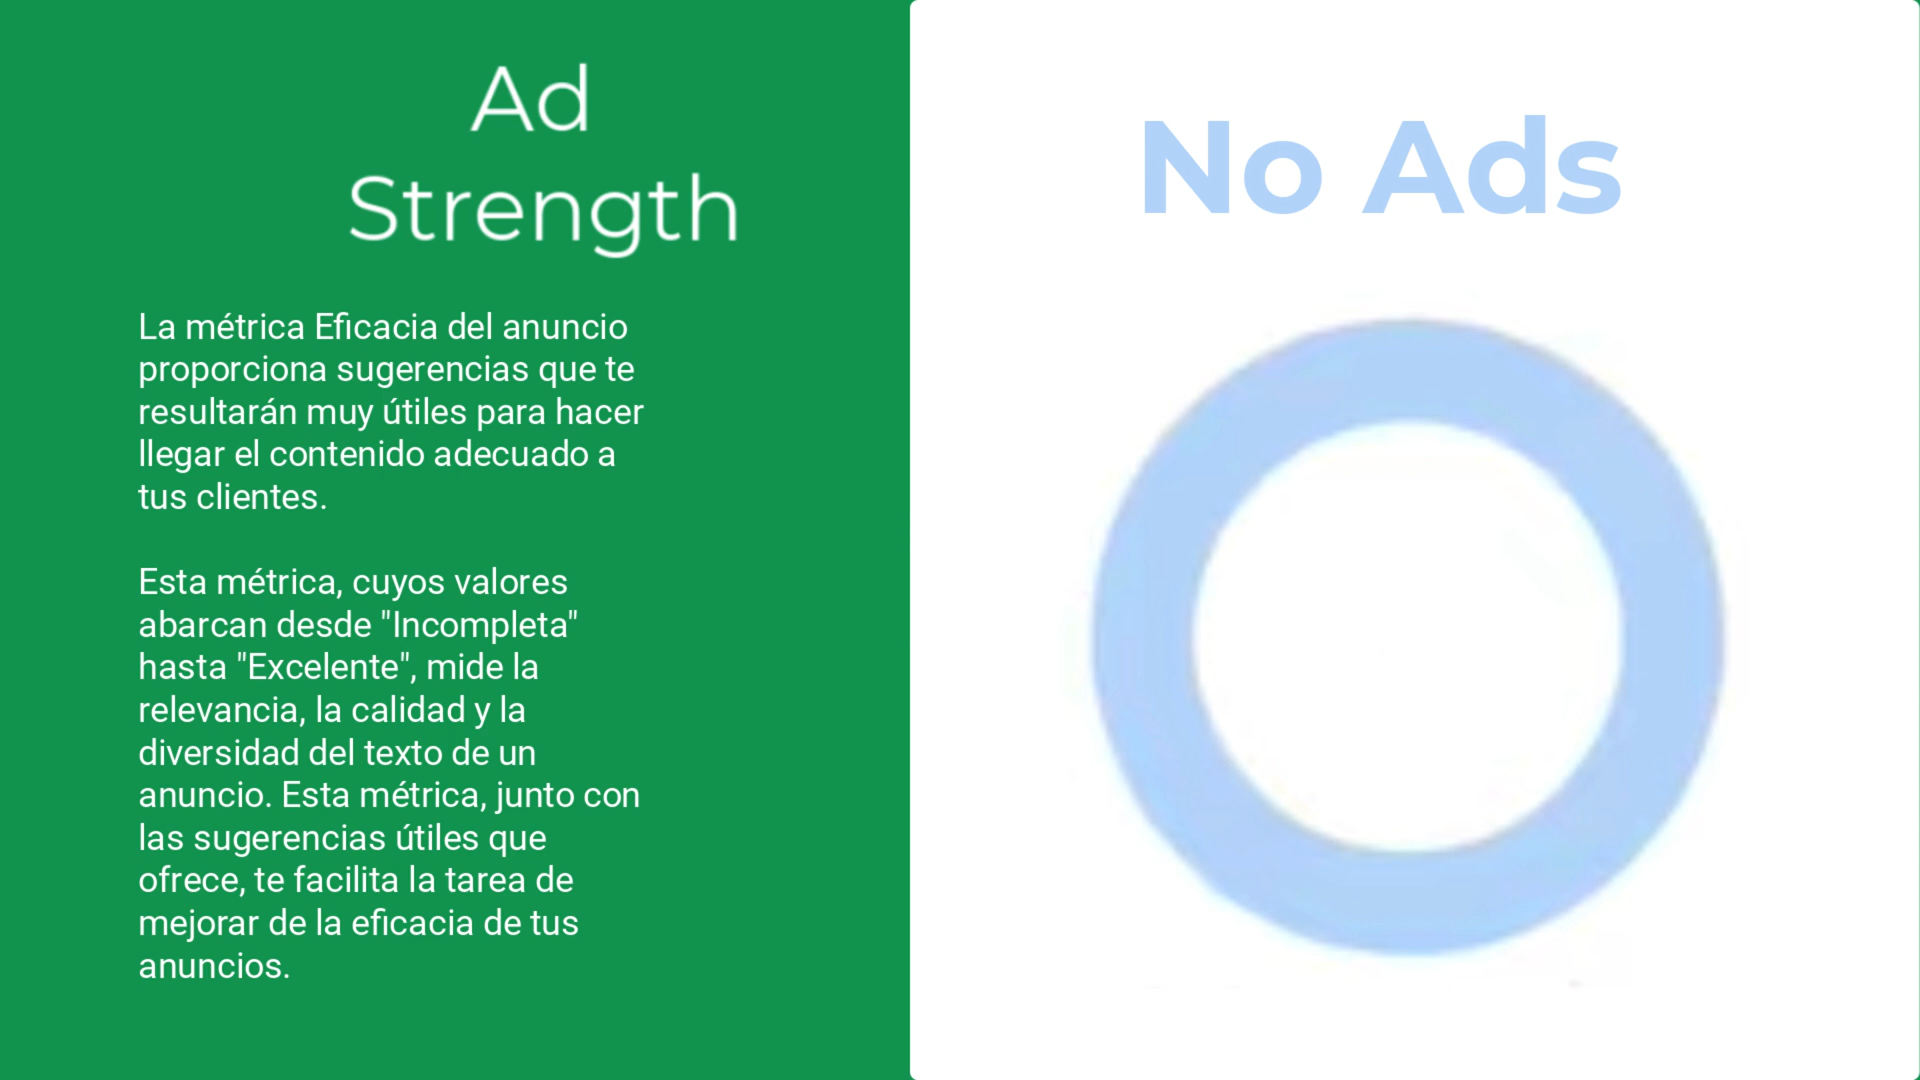 Ad
Strength
La métrica Eficacia del anuncio
proporciona sugerencias que te
resultarán muy útiles para hacer
llegar el contenido adecuado a
tus clientes.
Esta métrica, cuyos valores
abarcan desde "Incompleta"
hasta "Excelente", mide la
relevancia, la calidad y la
diversidad del texto de un
anuncio. Esta métrica, junto con
las sugerencias útiles que
ofrece, te facilita la tarea de
mejorar de la eficacia de tus
anuncios.
No Ads